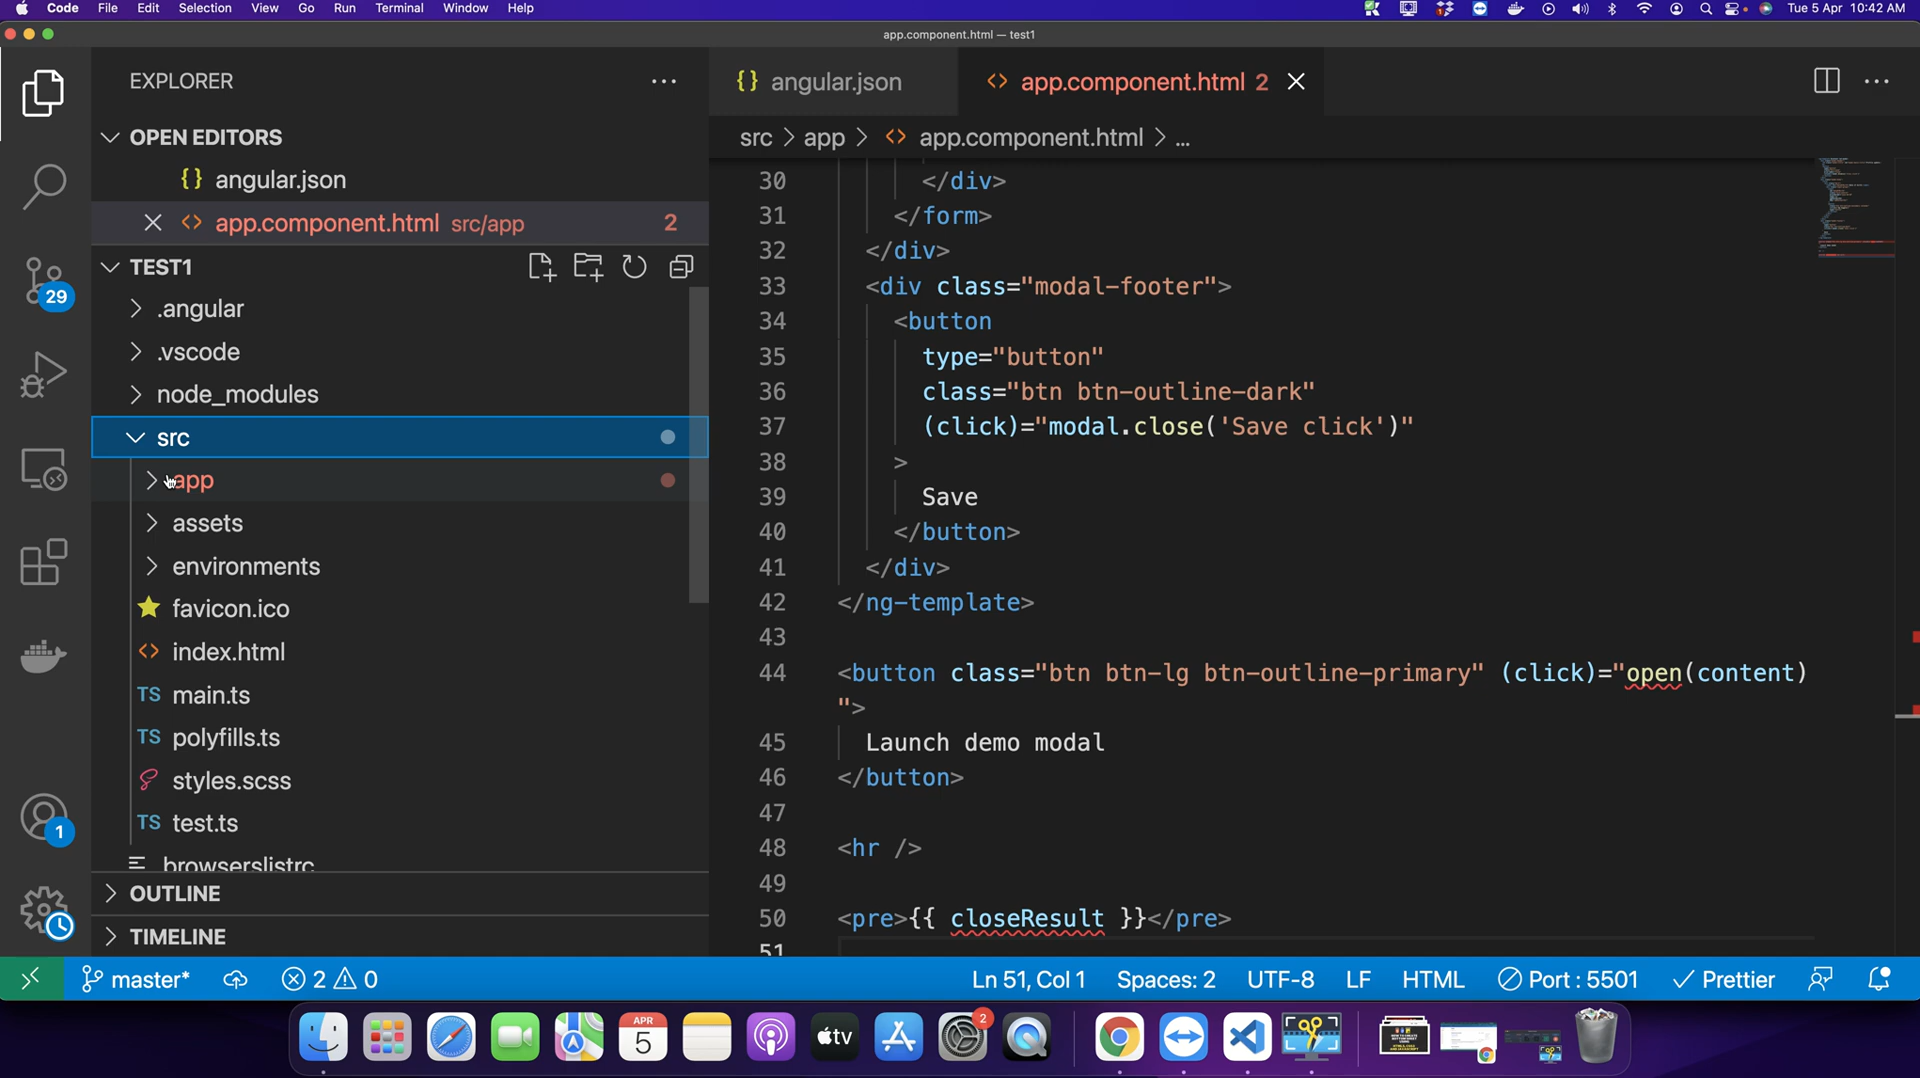 Code File Edit Selection View Go Run Terminal Window Help Tue 5 Apr 10:42 AM
app.component.html — test1
EXPLORER
OPEN EDITORS
{} angular.json
app.component.html src/app 2
TEST1
.angular
.vscode
node_modules
src
app
assets
environments
favicon.ico
index.html
TS main.ts
TS polyfills.ts
styles.scss
TS test.ts
browserslistrc
OUTLINE
TIMELINE
29
1
{} angular.json <> app.component.html 2
src > app > <> app.component.html > ...
30 </div>
31 </form>
32 </div>
33 <div class="modal-footer">
34 <button
35 type="button"
36 class="btn btn-outline-dark"
37 (click)="modal.close('Save click')"
38 >
39 Save
40 </button>
41 </div>
42 </ng-template>
43
44 <button class="btn btn-lg btn-outline-primary" (click)="open(content)
">
45 Launch demo modal
46 </button>
47
48 <hr />
49
50 <pre>{{ closeResult }}</pre>
51
master* 2 0 Ln 51, Col 1 Spaces: 2 UTF-8 LF HTML Port : 5501 Prettier
APR
5
tv
2